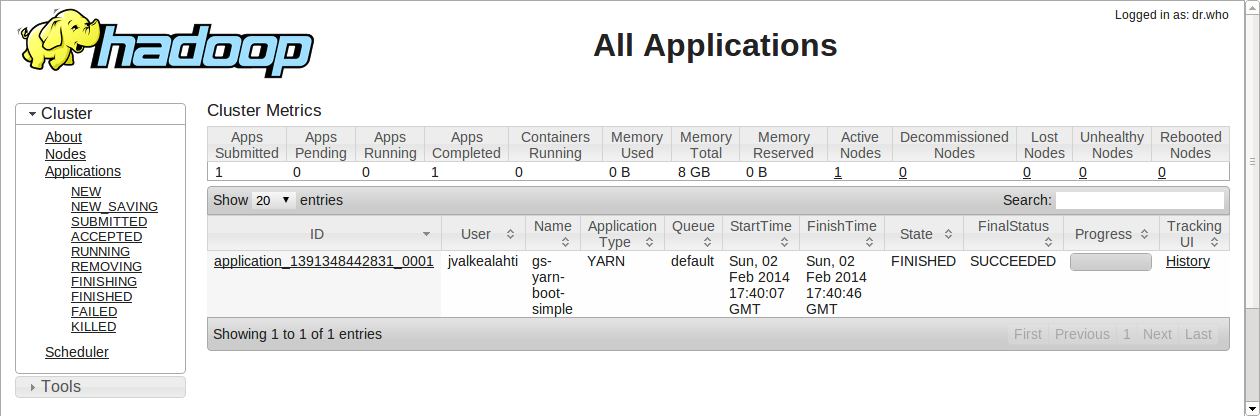 Logged in as: dr.who
hadoop
All Applications
Cluster
About
Nodes
Applications
NEW
NEW_SAVING
SUBMITTED
ACCEPTED
RUNNING
REMOVING
FINISHING
FINISHED
FAILED
KILLED
Scheduler
Tools
Cluster Metrics
Apps Apps Apps Apps Containers Memory Memory Memory Active Decommissioned Lost Unhealthy Rebooted
Submitted Pending Running Completed Running Used Total Reserved Nodes Nodes Nodes Nodes Nodes
1 0 0 1 0 0 B 8 GB 0 B 1 0 0 0 0
Show 20 entries Search:
Name Application Queue StartTime FinishTime FinalStatus Tracking
ID User Type State Progress UI
application_1391348442831_0001 jvalkealahti gs- YARN default Sun, 02 Sun, 02 FINISHED SUCCEEDED History
yarn- Feb 2014 Feb 2014
boot- 17:40:07 17:40:46
simple GMT GMT
Showing 1 to 1 of 1 entries First Previous 1 Next Last